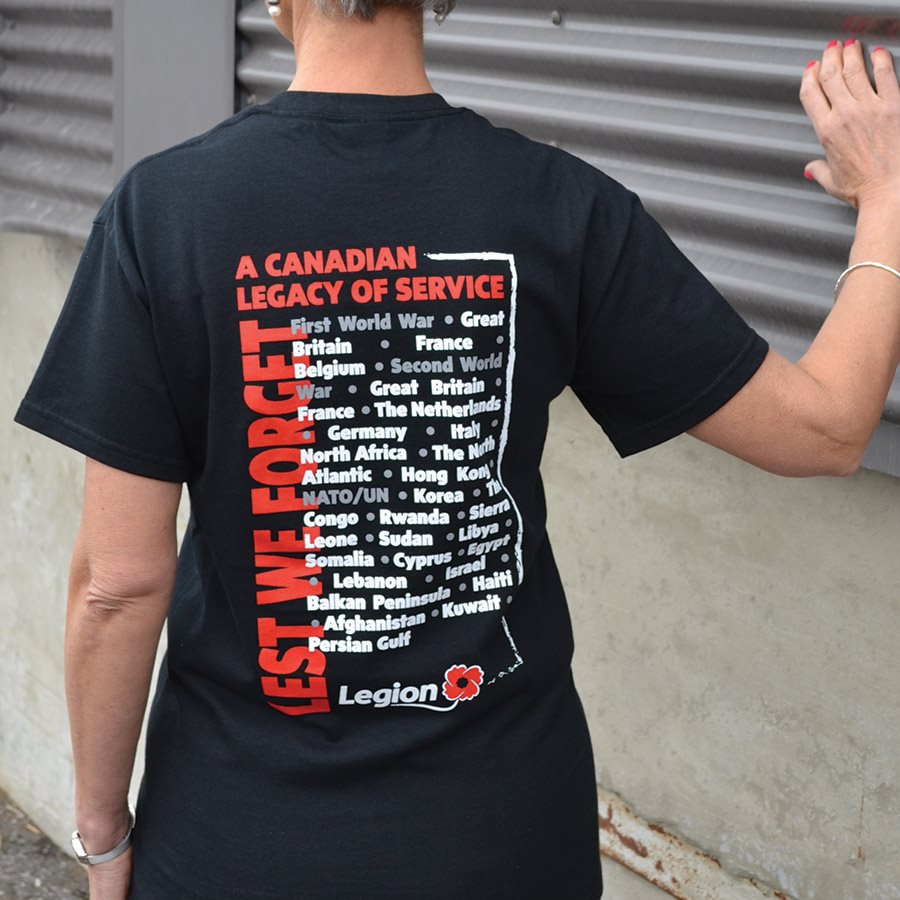 A CANADIAN
LEGACY OF SERVICE
LEST WE FORGET
First World War • Great
Britain • France •
Belgium • Second World
War • Great Britain •
France • The Netherlands
• Germany • Italy
North Africa • The North
Atlantic • Hong Kong
NATO/UN • Korea • The
Congo • Rwanda • Sierra
Leone • Sudan • Libya •
Somalia • Cyprus • Egypt
• Lebanon • Israel •
Balkan Peninsula • Haiti
• Afghanistan • Kuwait •
Persian Gulf
Legion